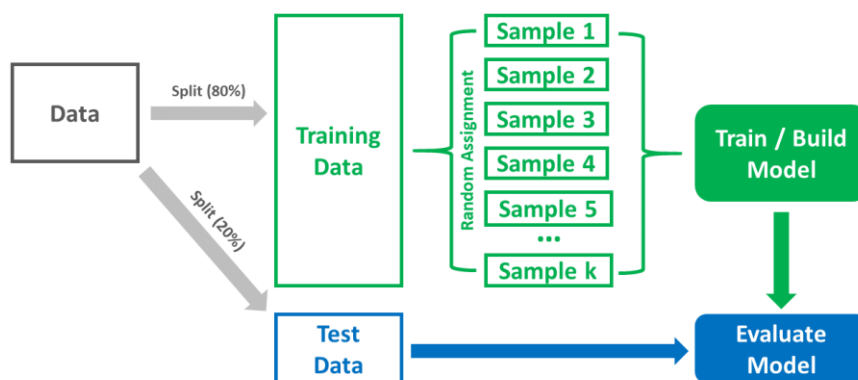 Data
Split (80%)
Split (20%)
Training
Data
Random Assignment
Sample 1
Sample 2
Sample 3
Sample 4
Sample 5
...
Sample k
Train / Build
Model
Test
Data
Evaluate
Model